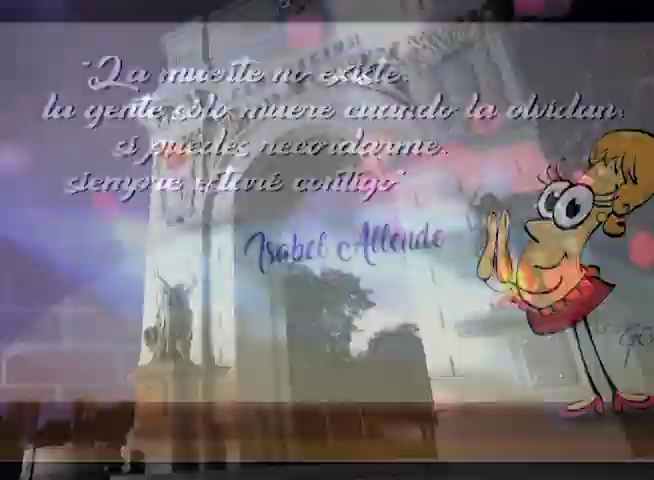 "La muerte no existe,
la gente sólo muere cuando la olvidan;
si puedes recordarme,
siempre estaré contigo"
Isabel Allende